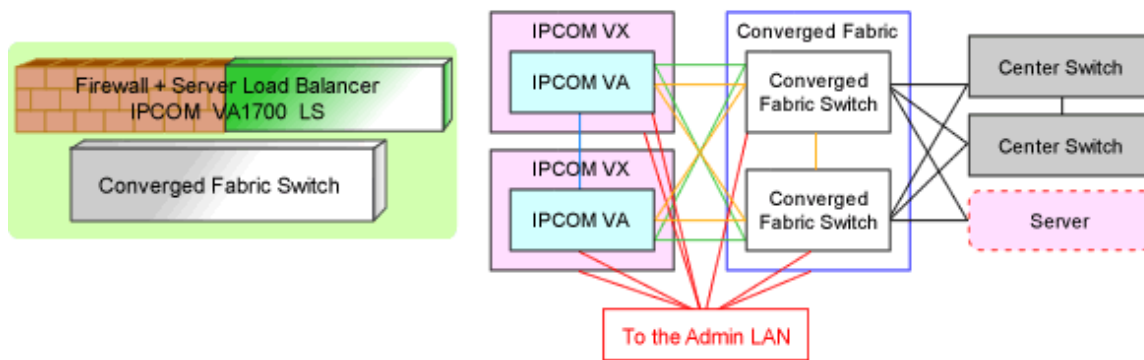 Firewall + Server Load Balancer
IPCOM VA1700 LS
Converged Fabric Switch
IPCOM VX
IPCOM VA
IPCOM VX
IPCOM VA
Converged Fabric
Converged
Fabric Switch
Converged
Fabric Switch
Center Switch
Center Switch
Server
To the Admin LAN